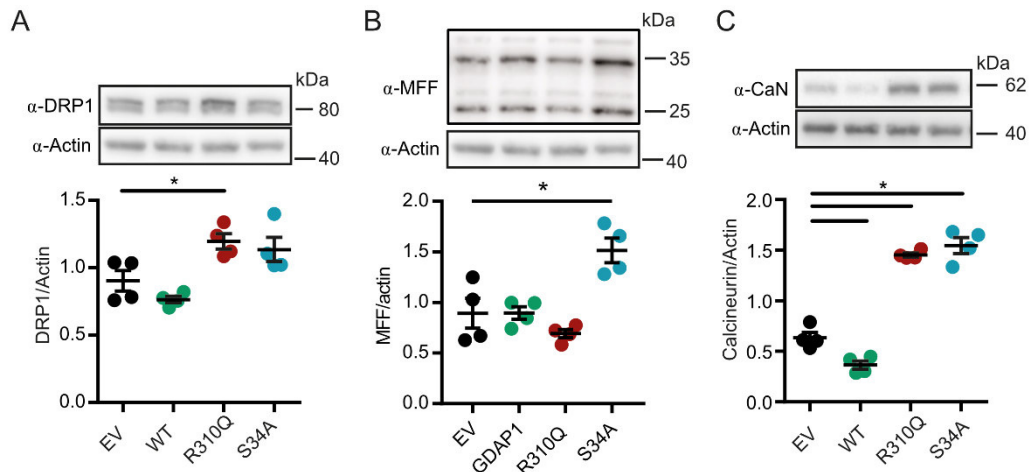 A
kDa
α-DRP1
80
α-Actin
40
*
1.5
1.0
0.5
0.0
DRP1/Actin
EV
WT
R310Q
S34A
B
kDa
35
α-MFF
25
α-Actin
40
*
2.0
1.5
1.0
0.5
0.0
MFF/actin
EV
GDAP1
R310Q
S34A
C
kDa
α-CaN
62
α-Actin
40
*
2.0
1.5
1.0
0.5
0.0
Calcineurin/Actin
EV
WT
R310Q
S34A